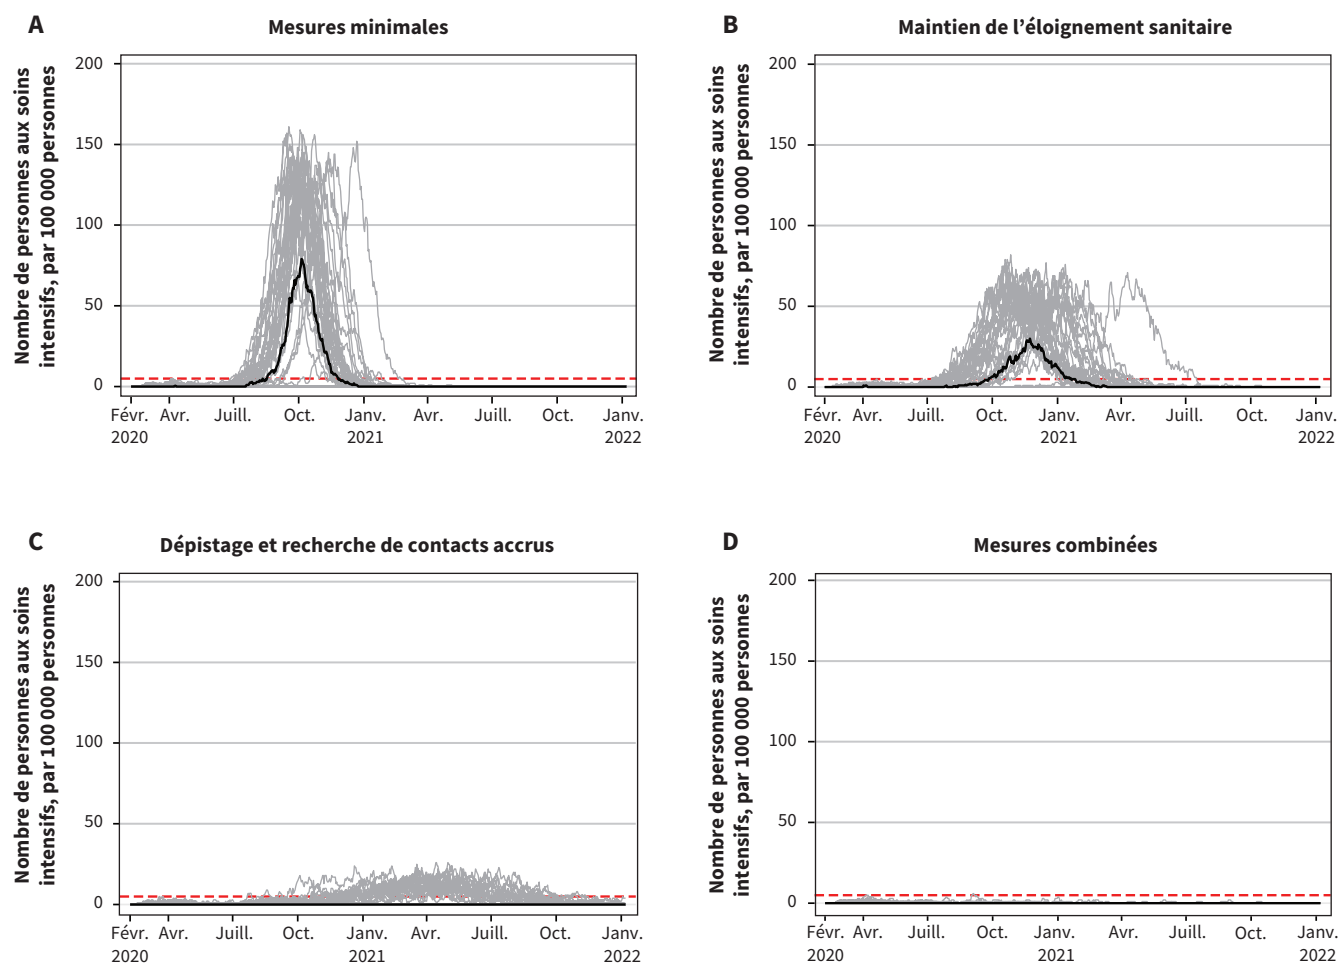 A
Mesures minimales
Nombre de personnes aux soins
intensifs, par 100 000 personnes
200
150
100
50
0
Févr. Avr. Juill. Oct. Janv. Avr. Juill. Oct. Janv.
2020 2021 2022
B
Maintien de l’éloignement sanitaire
Nombre de personnes aux soins
intensifs, par 100 000 personnes
200
150
100
50
0
Févr. Avr. Juill. Oct. Janv. Avr. Juill. Oct. Janv.
2020 2021 2022
C
Dépistage et recherche de contacts accrus
Nombre de personnes aux soins
intensifs, par 100 000 personnes
200
150
100
50
0
Févr. Avr. Juill. Oct. Janv. Avr. Juill. Oct. Janv.
2020 2021 2022
D
Mesures combinées
Nombre de personnes aux soins
intensifs, par 100 000 personnes
200
150
100
50
0
Févr. Avr. Juill. Oct. Janv. Avr. Juill. Oct. Janv.
2020 2021 2022